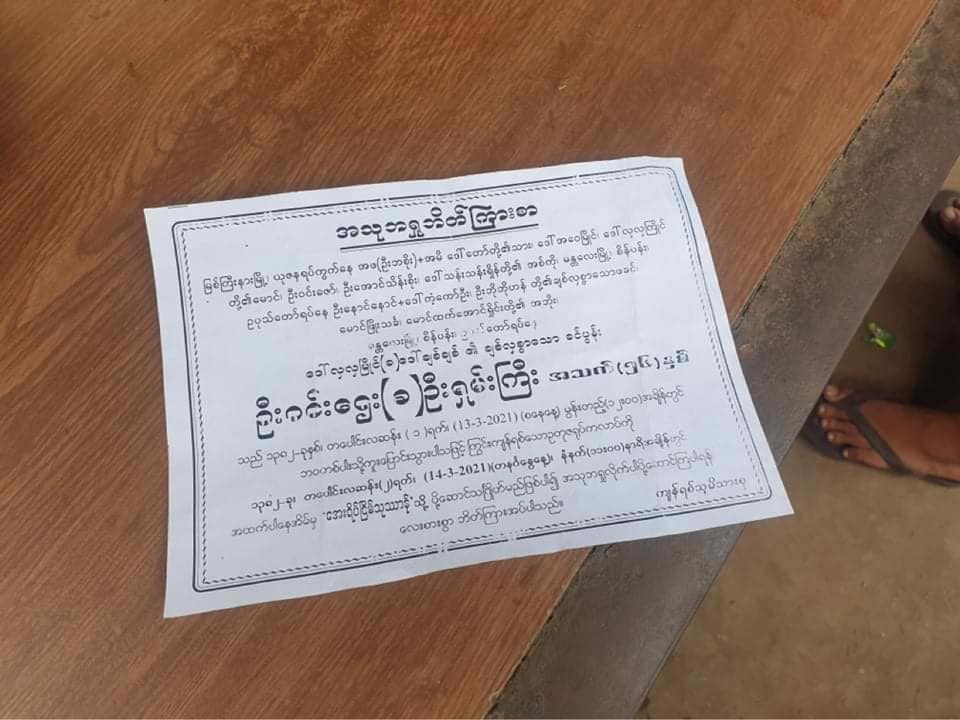 အသုဘရှုဘိတ်ကြားစာ
မြစ်ကြီးနားမြို့၊ ယုဇနရပ်ကွက်နေ အဖ(ဦးဘစိုး)+အမိ ဒေါ်တော်တို့၏သား၊ ဒေါ်အဝေမြိုင်၊ ဒေါ်လှလှကြိုင်
တို့၏မောင်၊ ဦးဝင်းဇော်၊ ဦးအောင်သိန်းစိုး၊ ဒေါ်သန်းသန်းရှိန်တို့၏ အစ်ကို၊ မန္တလေးမြို့၊ စိန်ပန်း၊
ဥပုသ်တော်ရပ်နေ ဦးနောင်နောင်+ဒေါ်ကဲ့ကော်ဦး၊ ဦးဘိုဘိုဟန် တို့၏ချစ်လှစွာသောဖခင်၊
မောင်ဖြိုးသင်္ခ၊ မောင်ထက်အောင်ရှိုင်းတို့၏ အဘိုး၊
မန္တလေးမြို့၊ စိန်ပန်း၊
ဒေါ်လှလှမြိုင်(ခ)ဒေါ်ချစ်ချစ် ၏ ချစ်လှစွာသော ခင်ပွန်း
ဦးဂင်းဌေး(ခ)ဦးရှမ်းကြီး အသက်(၅၆)နှစ်
သည် ၁၃၈၂-ခုနှစ်၊ တပေါင်းလဆန်း (၁)ရက်၊ (13-3-2021) (စနေနေ့) မွန်းတည့်(၁၂း၀၀)အချိန်တွင်
ဘဝတစ်ပါးသို့ကူးပြောင်းသွားပါသဖြင့် ကြွင်းကျန်ရစ်သောဥတုဇရုပ်ကလာပ်ကို
၁၃၈၂-ခု၊ တပေါင်းလဆန်း(၂)ရက်၊ (14-3-2021)(တနင်္ဂနွေနေ့)၊ နံနက်(၁၁း၀၀)နာရီအချိန်တွင်
အထက်ပါနေအိမ်မှ "အေးရိပ်ငြိမ်သုဿာန်"သို့ ပို့ဆောင်သင်္ဂြိုဟ်မည်ဖြစ်ပါ၍ အသုဘရှုလိုက်ပါပို့ဆောင်ကြပါရန်
လေးစားစွာ ဘိတ်ကြားအပ်ပါသည်။
ကျန်ရစ်သူမိသားစု